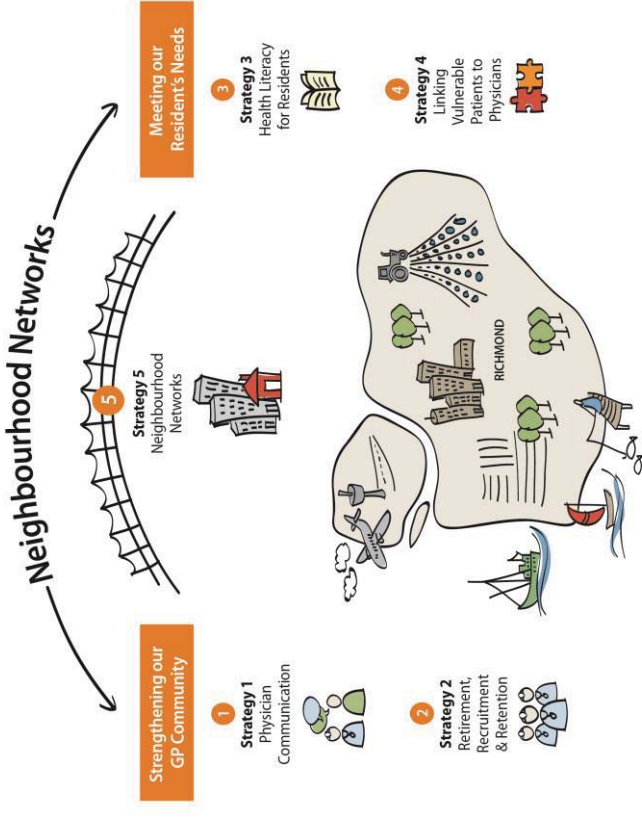 Neighbourhood Networks
Strengthening our
GP Community
Meeting our
Resident's Needs
5
Strategy 5
Neighbourhood
Networks
1
Strategy 1
Physician
Communication
2
Strategy 2
Retirement,
Recruitment
& Retention
3
Strategy 3
Health Literacy
for Residents
4
Strategy 4
Linking
Vulnerable
Patients to
Physicians
RICHMOND